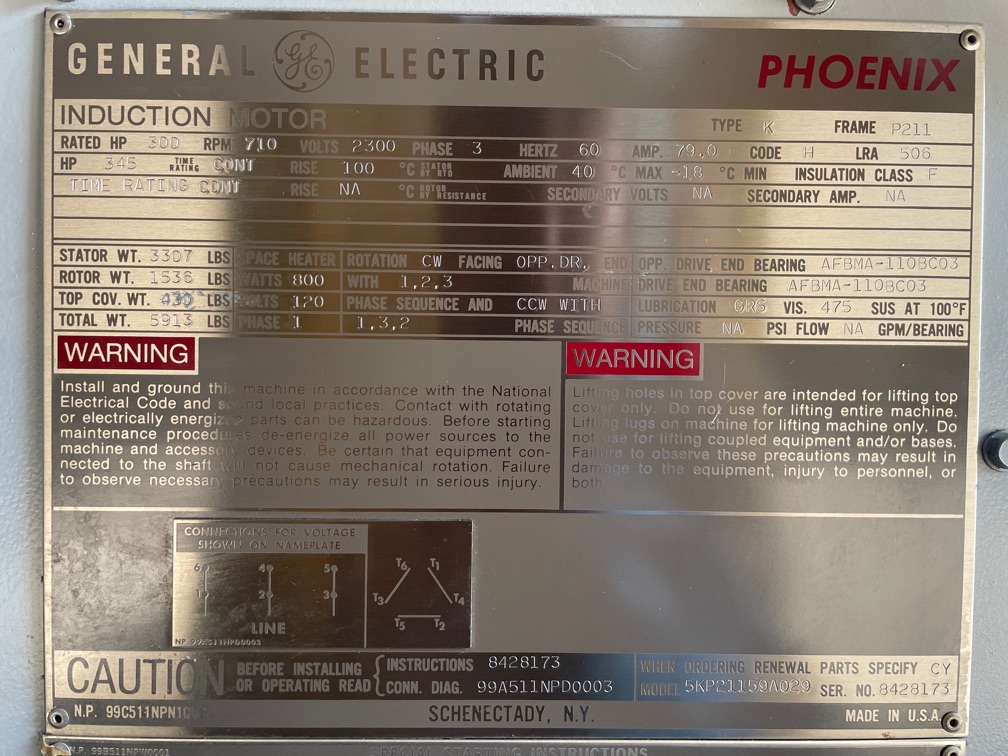 GENERAL GE ELECTRIC PHOENIX
INDUCTION MOTOR TYPE K FRAME P211
RATED HP 300 RPM 710 VOLTS 2300 PHASE 3 HERTZ 60 AMP. 79.0 CODE H LRA 506
HP 345 TIME RATING CONT RISE 100 °C STATOR BY RTD AMBIENT 40 °C MAX -18 °C MIN INSULATION CLASS F
TIME RATING CONT RISE NA °C ROTOR BY RESISTANCE SECONDARY VOLTS NA SECONDARY AMP. NA
STATOR WT. 3307 LBS SPACE HEATER ROTATION CW FACING OPP.DR. END OPP. DRIVE END BEARING AFBMA-110BC03
ROTOR WT. 1536 LBS WATTS 800 WITH 1,2,3 MACHINE DRIVE END BEARING AFBMA-110BC03
TOP COV. WT. 430 LBS VOLTS 120 PHASE SEQUENCE AND CCW WITH LUBRICATION GRS VIS. 475 SUS AT 100°F
TOTAL WT. 5913 LBS PHASE 1 1,3,2 PHASE SEQUENCE PRESSURE NA PSI FLOW NA GPM/BEARING
WARNING
Install and ground this machine in accordance with the National
Electrical Code and sound local practices. Contact with rotating
or electrically energized parts can be hazardous. Before starting
maintenance procedures de-energize all power sources to the
machine and accessory devices. Be certain that equipment con-
nected to the shaft will not cause mechanical rotation. Failure
to observe necessary precautions may result in serious injury.
WARNING
Lifting holes in top cover are intended for lifting top
cover only. Do not use for lifting entire machine.
Lifting lugs on machine for lifting machine only. Do
not use for lifting coupled equipment and/or bases.
Failure to observe these precautions may result in
damage to the equipment, injury to personnel, or
both.
CONNECTIONS FOR VOLTAGE
SHOWN ON NAMEPLATE
6 4 5
1 2 3
LINE
NP 99A511NPD0003
T6 T1
T3 T4
T5 T2
CAUTION BEFORE INSTALLING OR OPERATING READ
INSTRUCTIONS 8428173
CONN. DIAG. 99A511NPD0003
WHEN ORDERING RENEWAL PARTS SPECIFY CY
MODEL 5KP21159A029 SER. NO. 8428173
N.P. SCHENECTADY, N.Y. MADE IN U.S.A.
N.P. 99B511NPW0001 SPECIAL STARTING INSTRUCTIONS